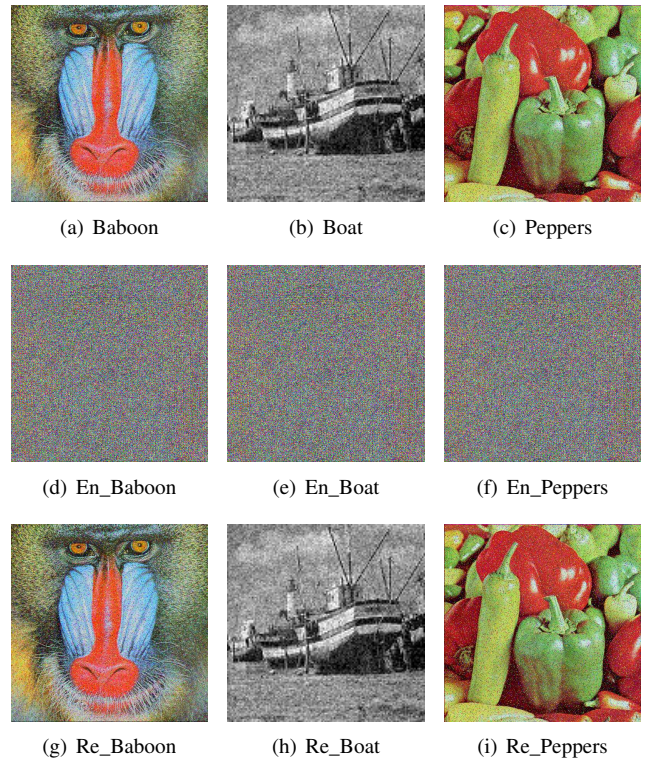 (a) Baboon
(b) Boat
(c) Peppers
(d) En_Baboon
(e) En_Boat
(f) En_Peppers
(g) Re_Baboon
(h) Re_Boat
(i) Re_Peppers